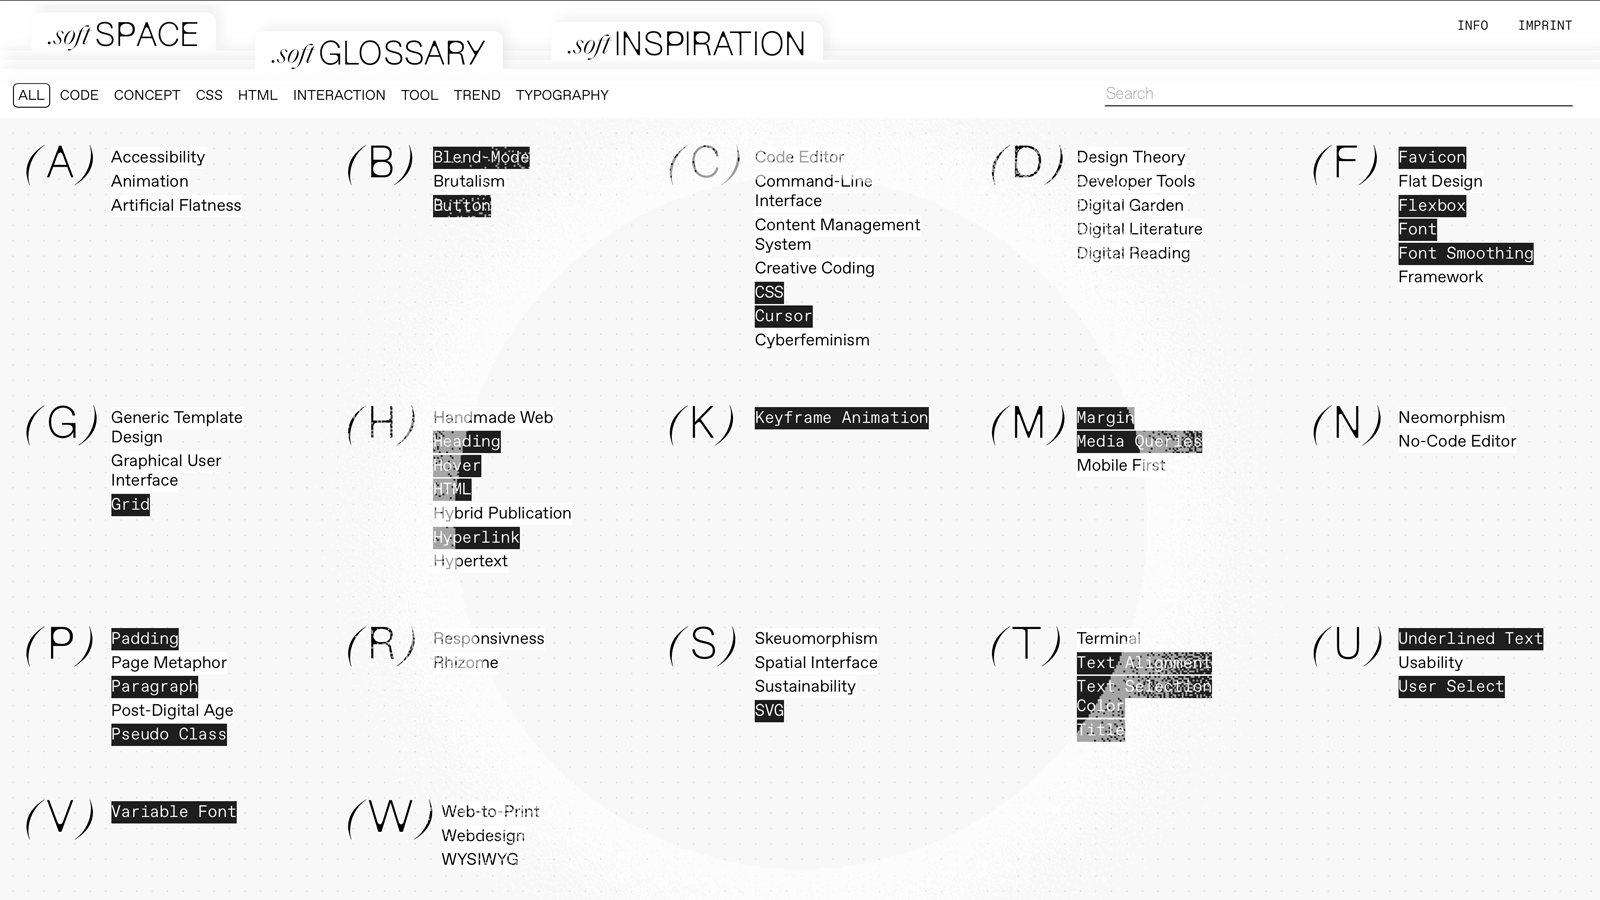 .soft SPACE
.soft GLOSSARY
.soft INSPIRATION
INFO
IMPRINT
ALL
CODE
CONCEPT
CSS
HTML
INTERACTION
TOOL
TREND
TYPOGRAPHY
Search
(A)
Accessibility
Animation
Artificial Flatness
(B)
Blend-Mode
Brutalism
Button
(C)
Code Editor
Command-Line
Interface
Content Management
System
Creative Coding
CSS
Cursor
Cyberfeminism
(D)
Design Theory
Developer Tools
Digital Garden
Digital Literature
Digital Reading
(F)
Favicon
Flat Design
Flexbox
Font
Font Smoothing
Framework
(G)
Generic Template
Design
Graphical User
Interface
Grid
(H)
Handmade Web
Heading
Hover
HTML
Hybrid Publication
Hyperlink
Hypertext
(K)
Keyframe Animation
(M)
Margin
Media Queries
Mobile First
(N)
Neomorphism
No-Code Editor
(P)
Padding
Page Metaphor
Paragraph
Post-Digital Age
Pseudo Class
(R)
Responsivness
Rhizome
(S)
Skeuomorphism
Spatial Interface
Sustainability
SVG
(T)
Terminal
Text Alignment
Text Selection
Color
Title
(U)
Underlined Text
Usability
User Select
(V)
Variable Font
(W)
Web-to-Print
Webdesign
WYSIWYG